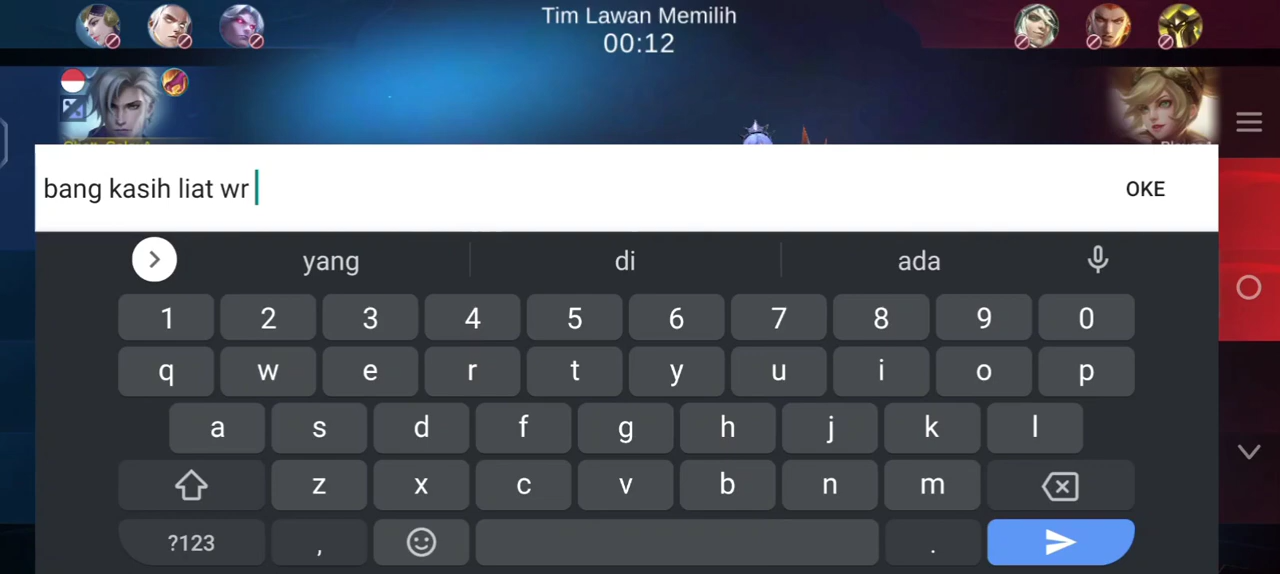 Tim Lawan Memilih
00:12
bang kasih liat wr
OKE
yang di ada
1 2 3 4 5 6 7 8 9 0
q w e r t y u i o p
a s d f g h j k l
z x c v b n m
?123 , .